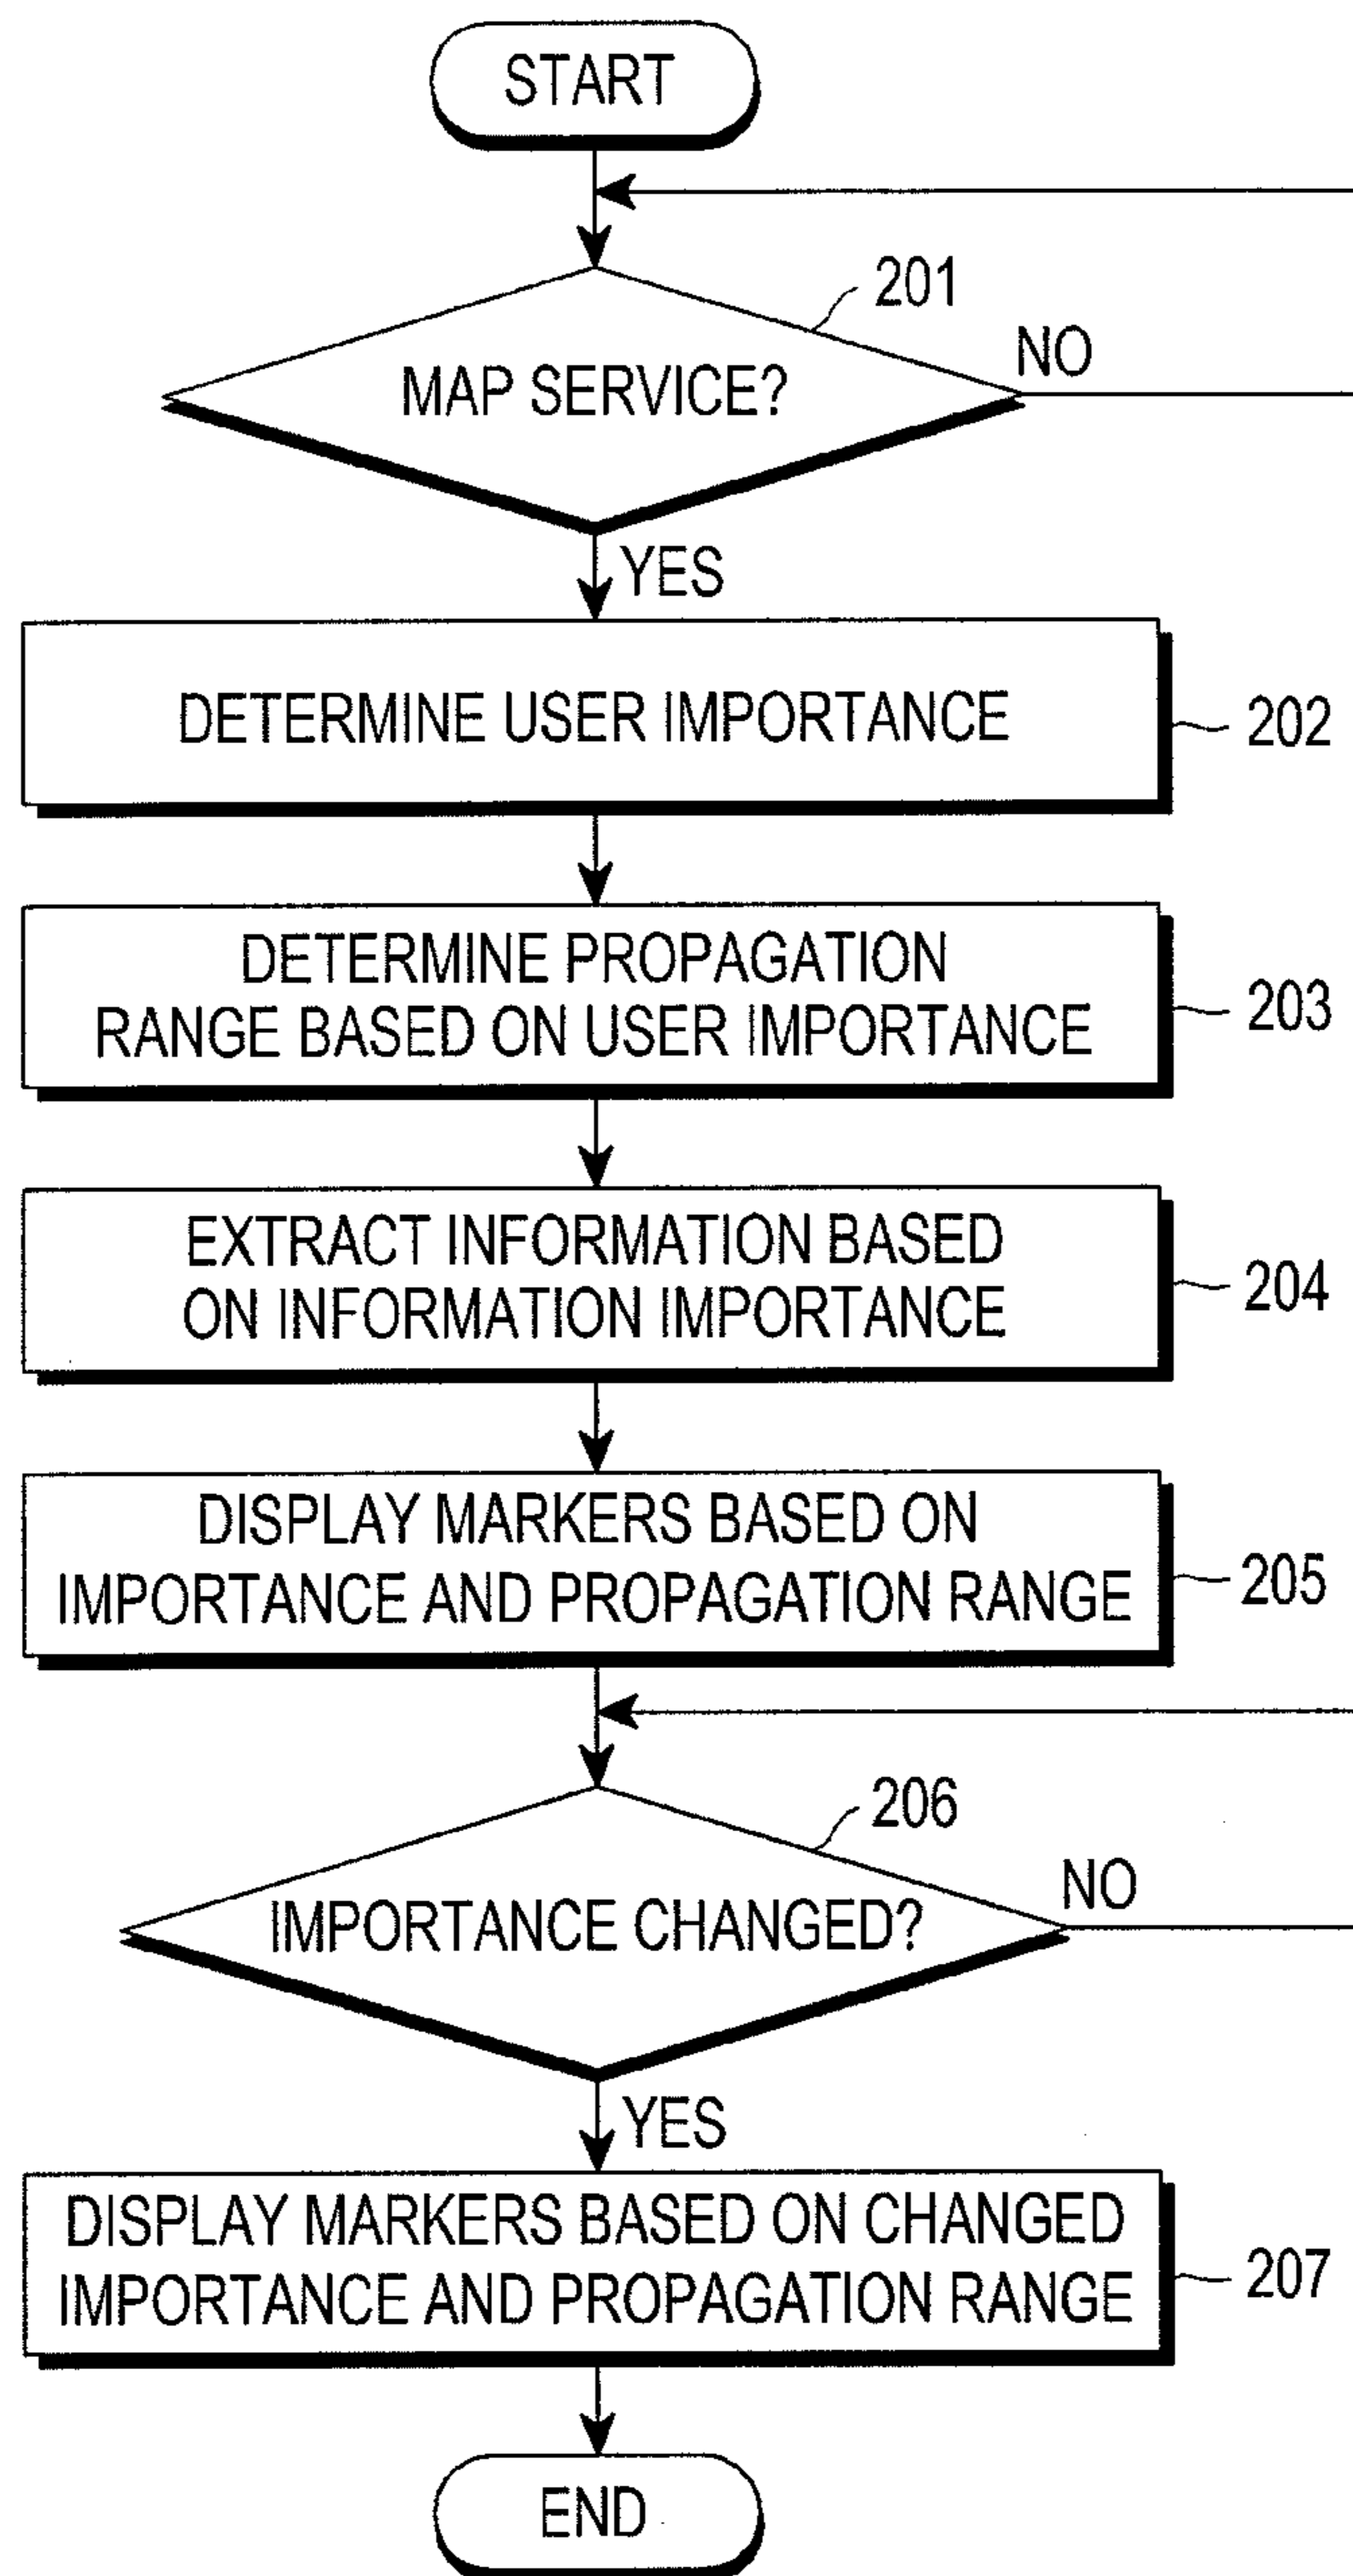 START
201
MAP SERVICE?
NO
YES
DETERMINE USER IMPORTANCE
202
DETERMINE PROPAGATION
RANGE BASED ON USER IMPORTANCE
203
EXTRACT INFORMATION BASED
ON INFORMATION IMPORTANCE
204
DISPLAY MARKERS BASED ON
IMPORTANCE AND PROPAGATION RANGE
205
206
IMPORTANCE CHANGED?
NO
YES
DISPLAY MARKERS BASED ON CHANGED
IMPORTANCE AND PROPAGATION RANGE
207
END